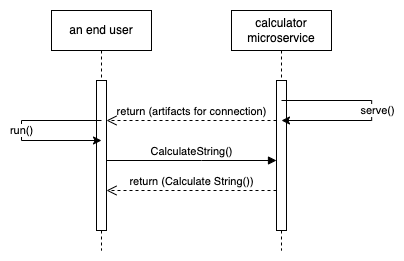 an end user
calculator
microservice
return (artifacts for connection)
serve()
run()
CalculateString()
return (Calculate String())